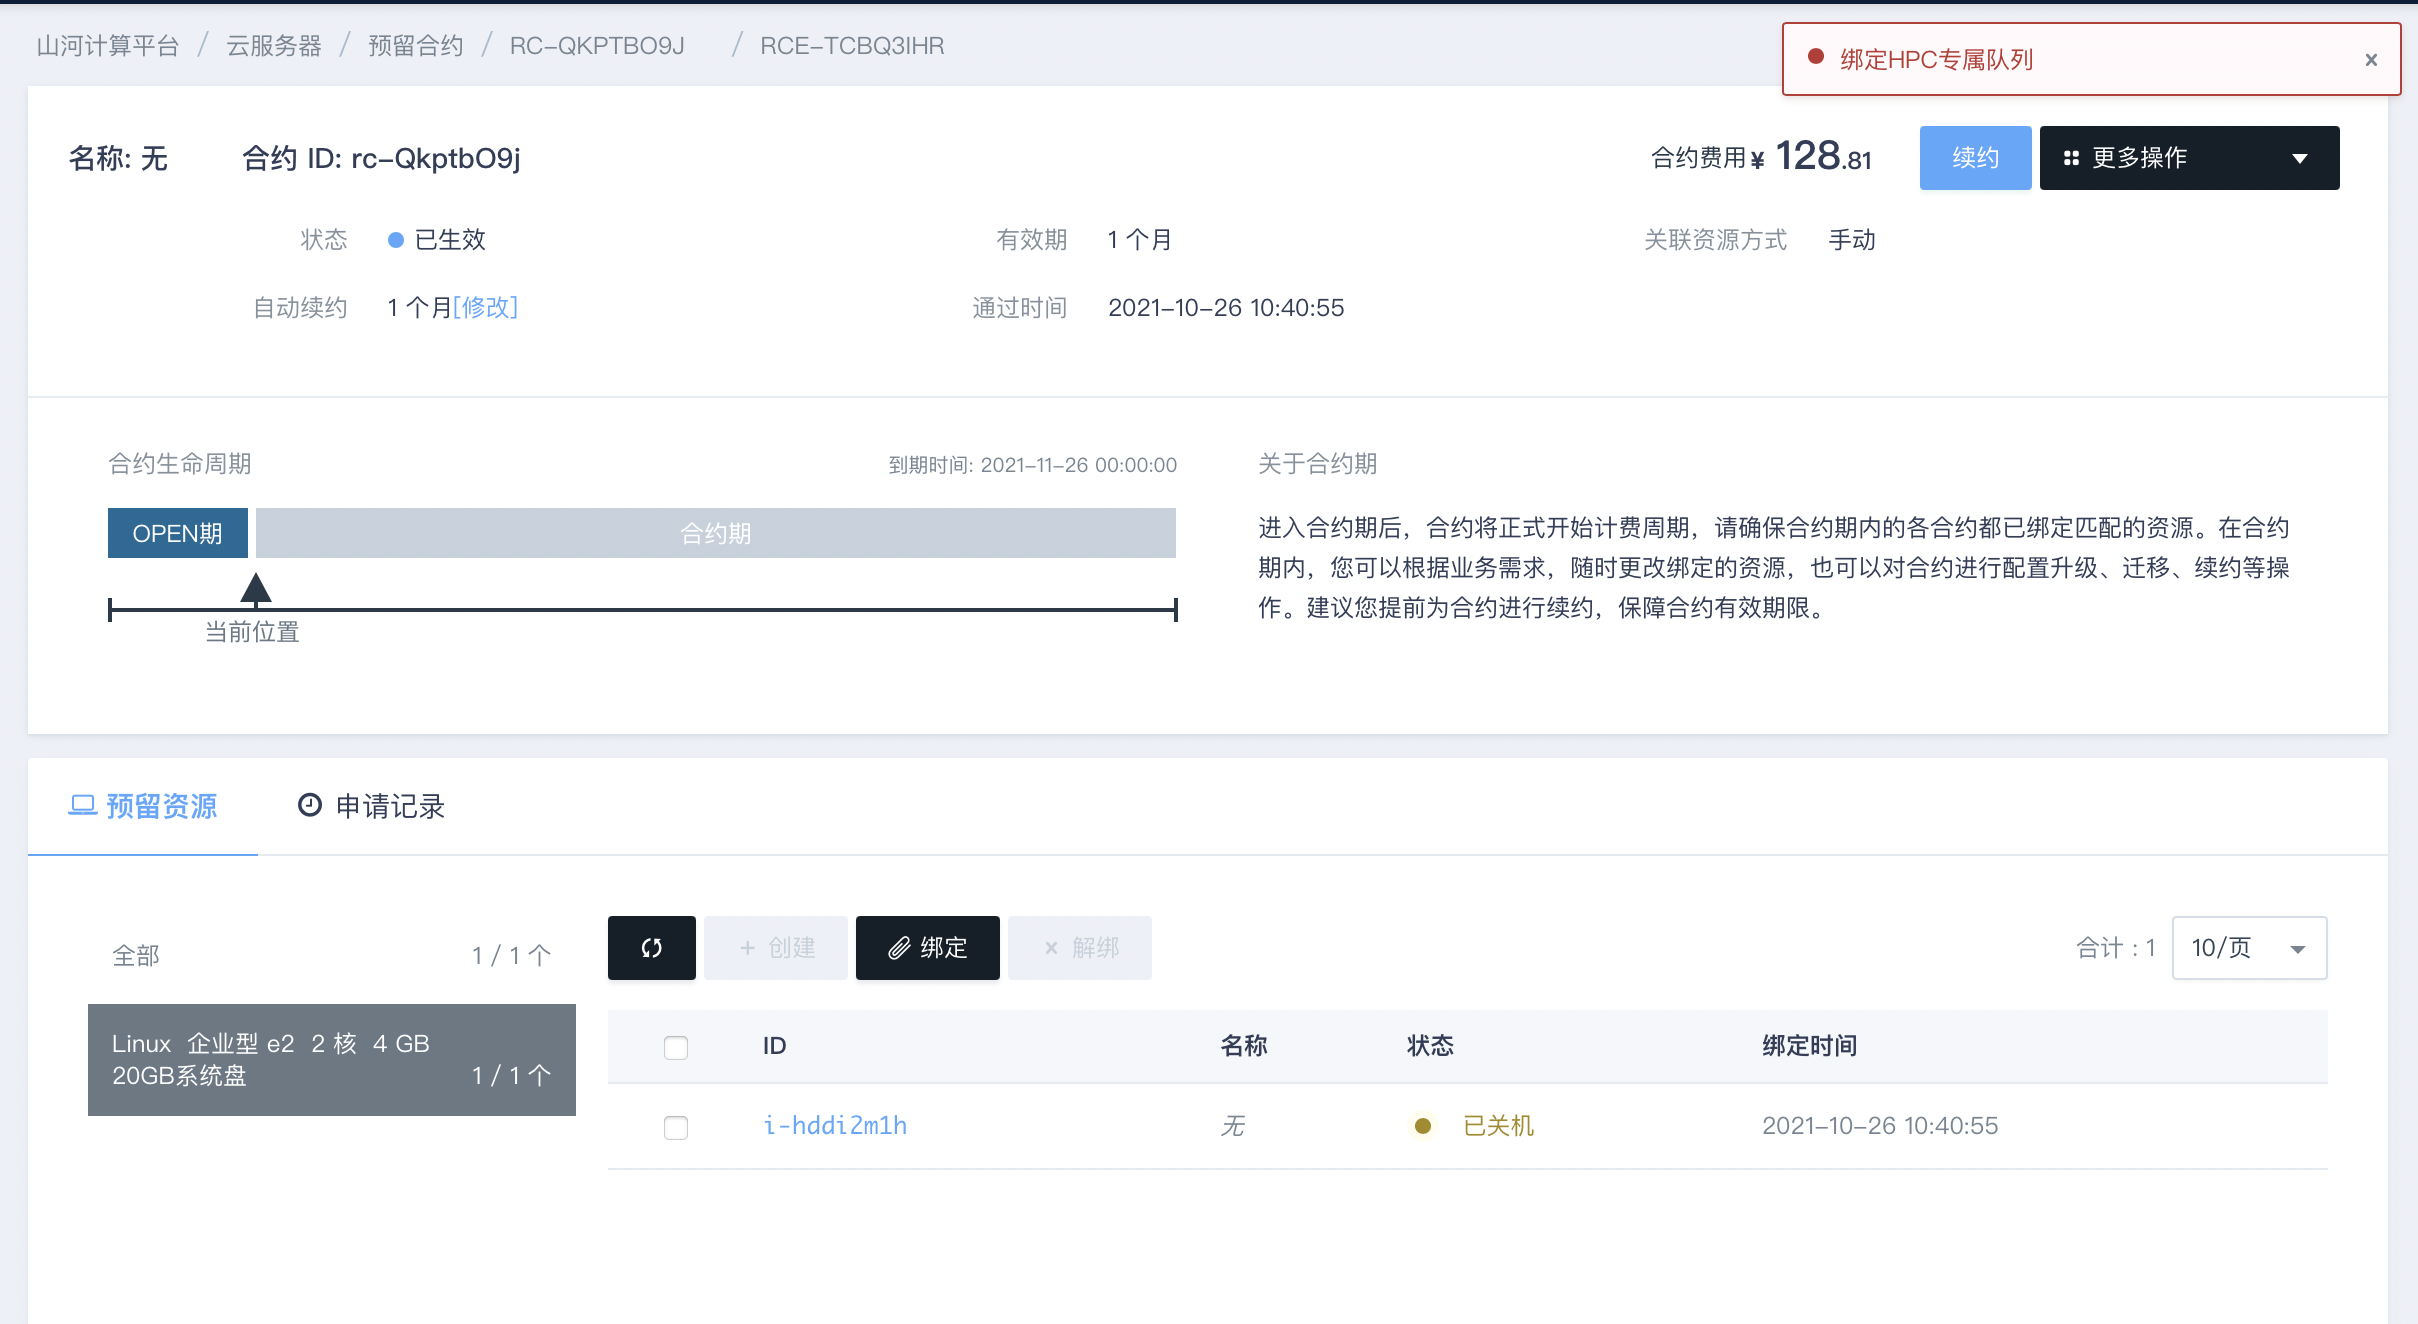 山河计算平台 / 云服务器 / 预留合约 / RC-QKPTBO9J / RCE-TCBQ3IHR
绑定HPC专属队列 ×
名称: 无 合约 ID: rc-QkptbO9j
合约费用 ¥ 128.81 续约 更多操作
状态 已生效 有效期 1 个月 关联资源方式 手动
自动续约 1 个月[修改] 通过时间 2021-10-26 10:40:55
合约生命周期 到期时间: 2021-11-26 00:00:00
OPEN期 合约期
当前位置
关于合约期
进入合约期后，合约将正式开始计费周期，请确保合约期内的各合约都已绑定匹配的资源。在合约
期内，您可以根据业务需求，随时更改绑定的资源，也可以对合约进行配置升级、迁移、续约等操
作。建议您提前为合约进行续约，保障合约有效期限。
预留资源 申请记录
全部 1 / 1 个
Linux 企业型 e2 2 核 4 GB
20GB系统盘 1 / 1 个
+ 创建 绑定 × 解绑 合计 : 1 10/页
ID 名称 状态 绑定时间
i-hddi2m1h 无 已关机 2021-10-26 10:40:55